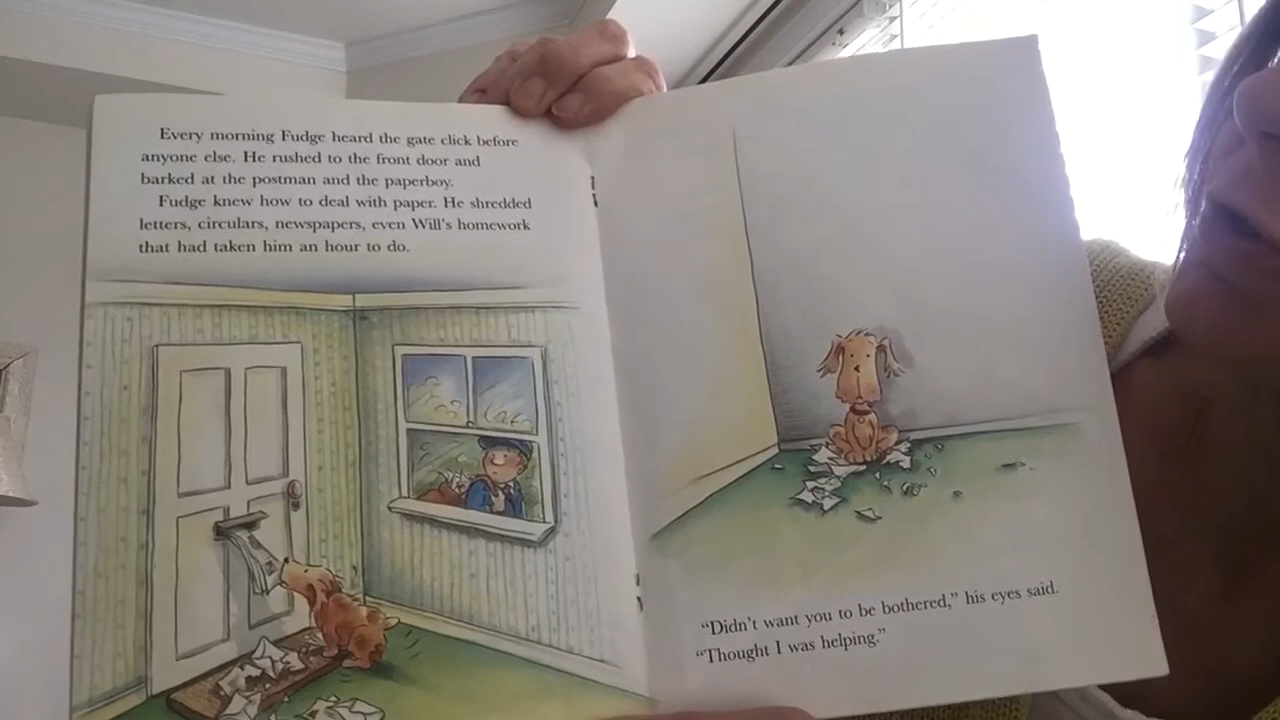 Every morning Fudge heard the gate click before
anyone else. He rushed to the front door and
barked at the postman and the paperboy.
Fudge knew how to deal with paper. He shredded
letters, circulars, newspapers, even Will's homework
that had taken him an hour to do.
“Didn't want you to be bothered,” his eyes said.
“Thought I was helping.”